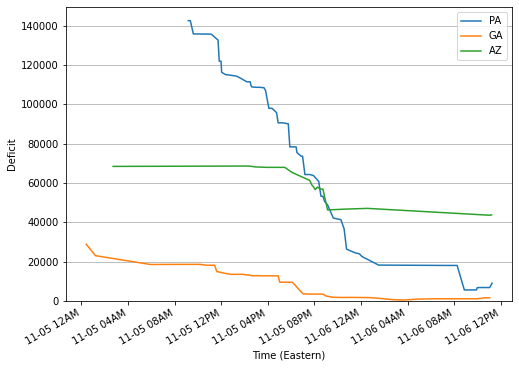 140000
120000
100000
80000
60000
40000
20000
0
Deficit
PA
GA
AZ
11-05 12AM
11-05 04AM
11-05 08AM
11-05 12PM
11-05 04PM
11-05 08PM
11-06 12AM
11-06 04AM
11-06 08AM
11-06 12PM
Time (Eastern)